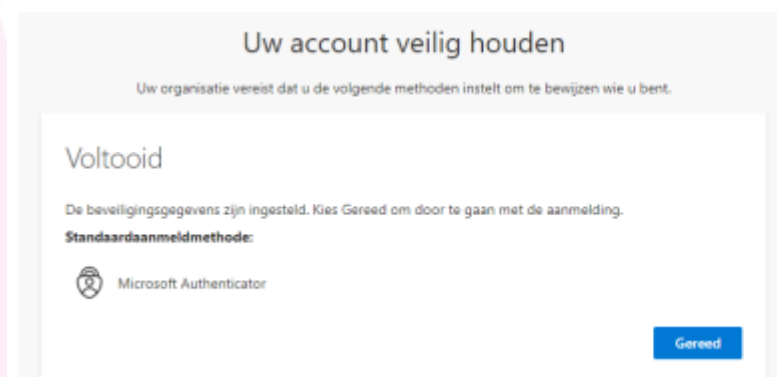 Uw account veilig houden
Uw organisatie vereist dat u de volgende methoden instelt om te bewijzen wie u bent.
Voltooid
De beveiligingsgegevens zijn ingesteld. Kies Gereed om door te gaan met de aanmelding.
Standaardaanmeldmethode:
Microsoft Authenticator
Gereed